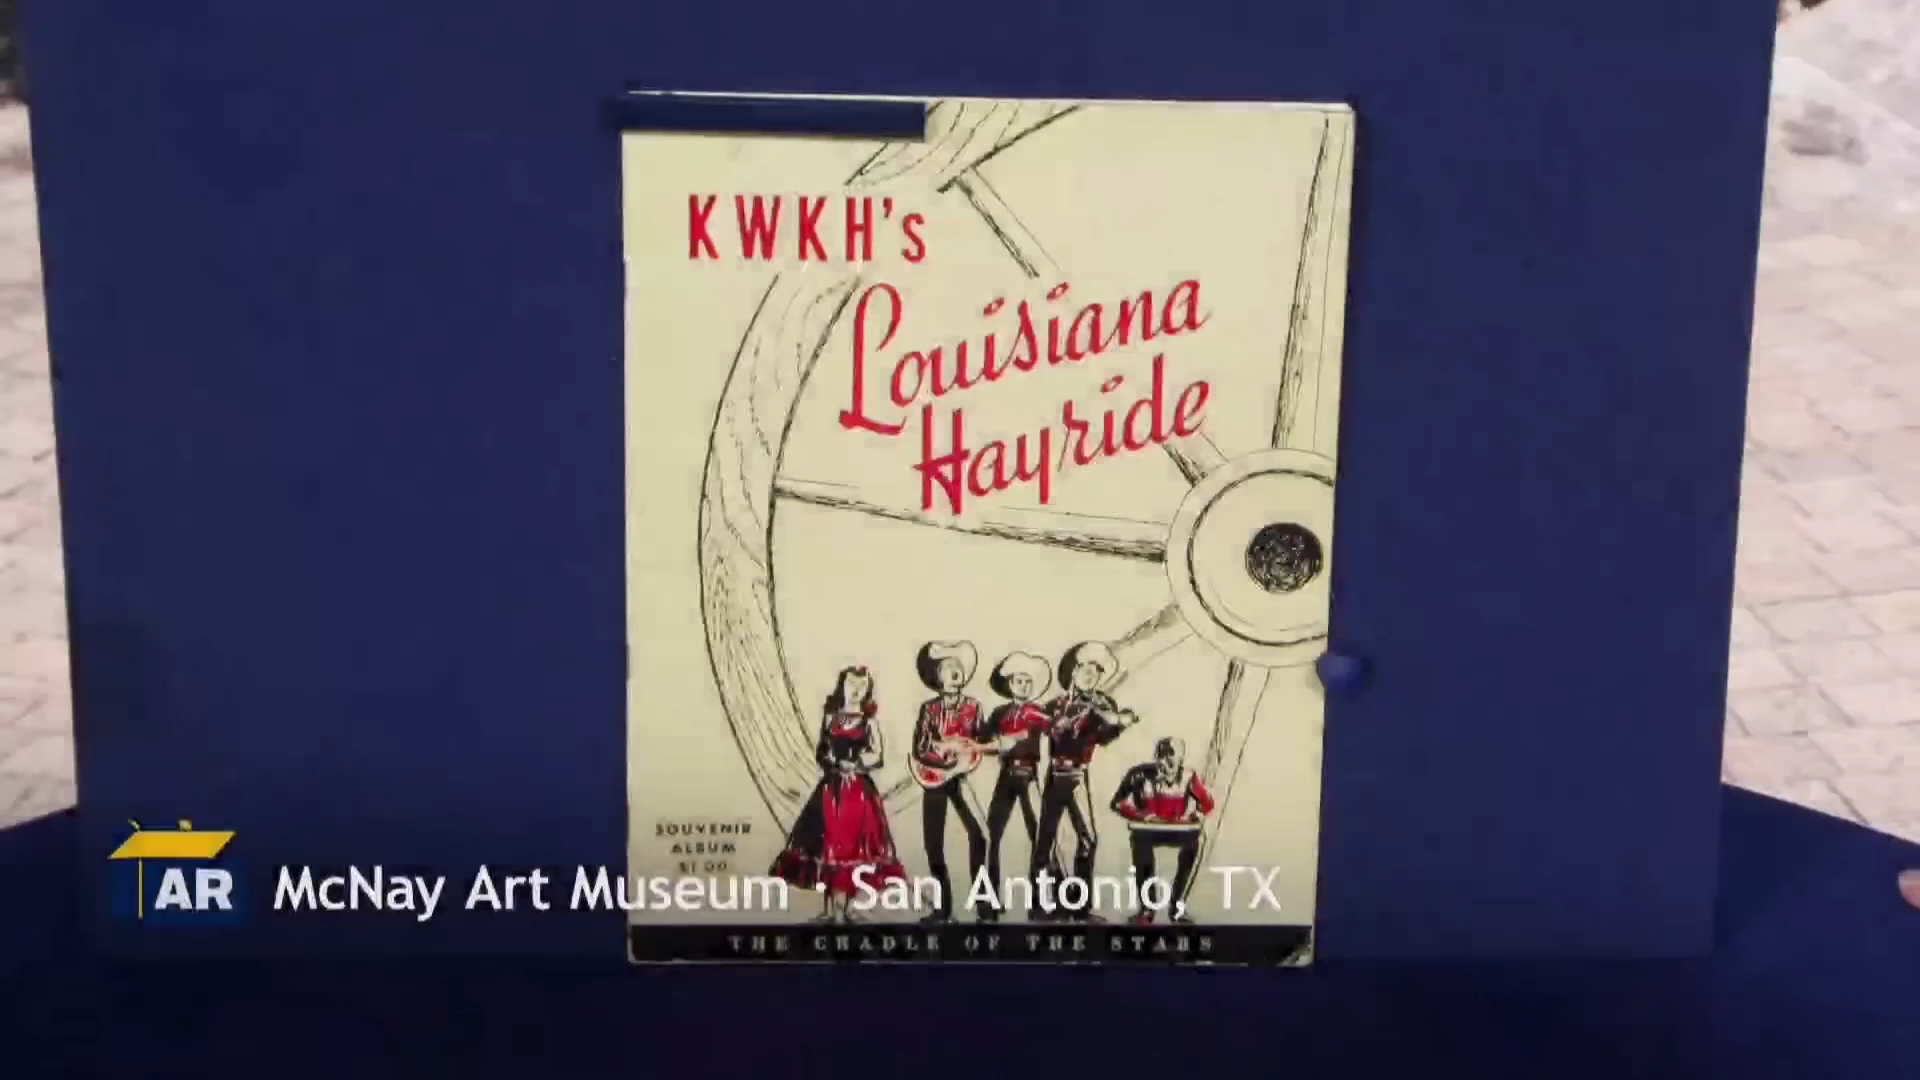 KWKH's
Louisiana
Hayride
SOUVENIR
ALBUM
$1.00
AR McNay Art Museum · San Antonio, TX
THE CRADLE OF THE STARS